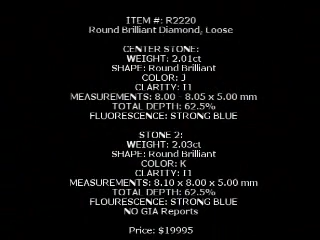 ITEM #: R2220
Round Brilliant Diamond, Loose
CENTER STONE:
WEIGHT: 2.01ct
SHAPE: Round Brilliant
COLOR: J
CLARITY: I1
MEASUREMENTS: 8.00 - 8.05 x 5.00 mm
TOTAL DEPTH: 62.5%
FLUORESCENCE: STRONG BLUE
STONE 2:
WEIGHT: 2.03ct
SHAPE: Round Brilliant
COLOR: K
CLARITY: I1
MEASUREMENTS: 8.10 x 8.00 x 5.00 mm
TOTAL DEPTH: 62.5%
FLOURESCENCE: STRONG BLUE
NO GIA Reports
Price: $19995